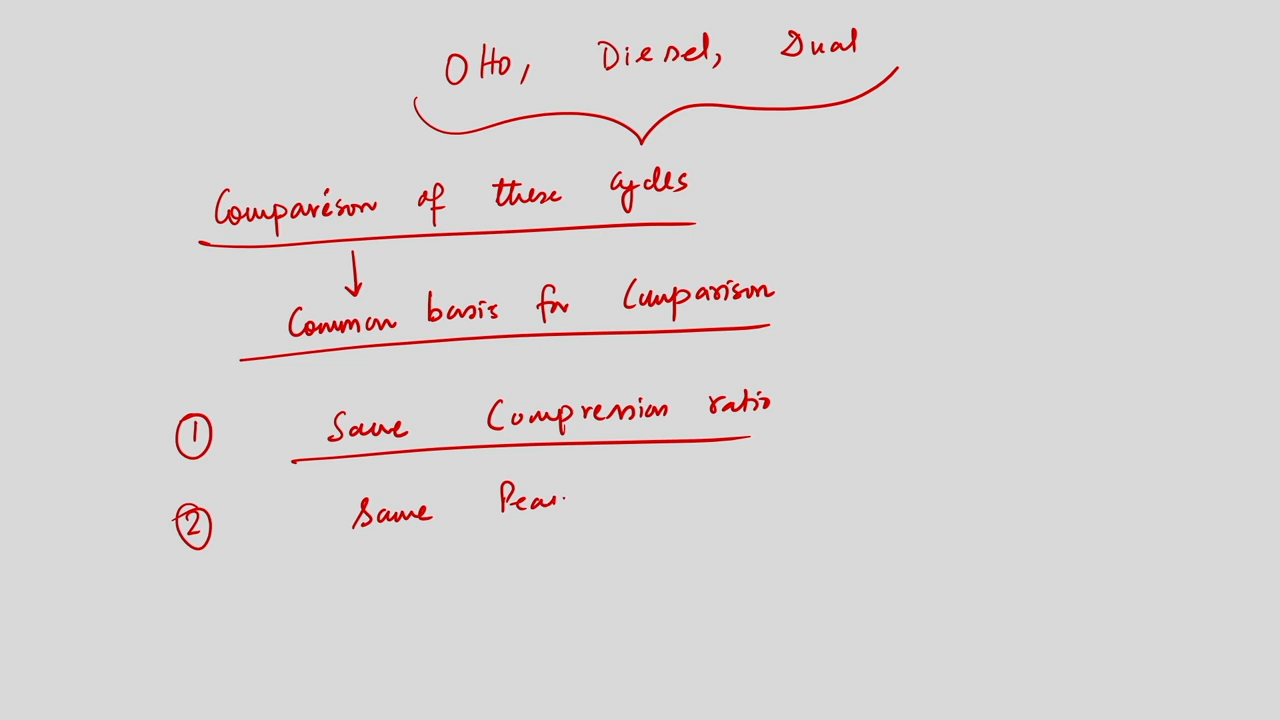 Otto, Diesel, Dual
Comparison of these cycles
Common basis for Comparison
1 Same Compression ratio
2 Same